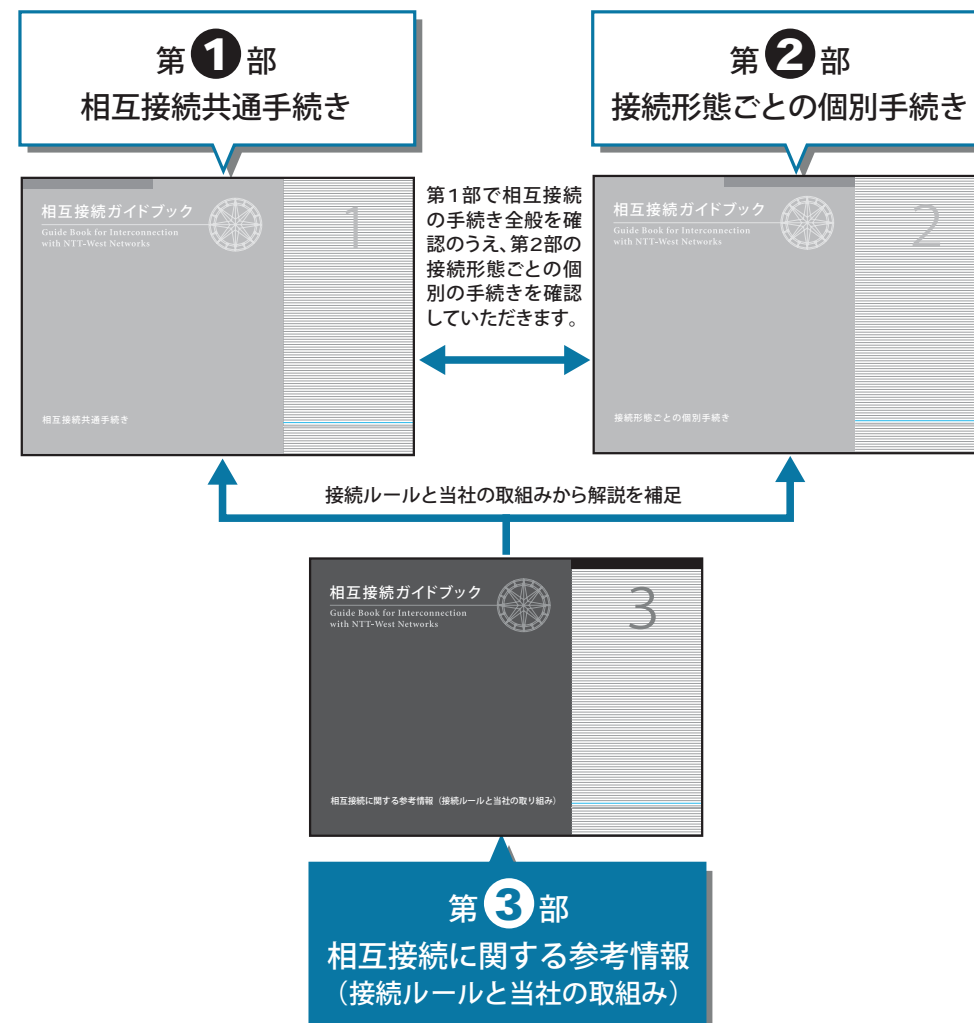 第1部
相互接続共通手続き
第2部
接続形態ごとの個別手続き
相互接続ガイドブック
Guide Book for Interconnection
with NTT-West Networks
1
相互接続共通手続き
第1部で相互接続
の手続き全般を確
認のうえ、第2部の
接続形態ごとの個
別の手続きを確認
していただきます。
相互接続ガイドブック
Guide Book for Interconnection
with NTT-West Networks
2
接続形態ごとの個別手続き
接続ルールと当社の取組みから解説を補足
相互接続ガイドブック
Guide Book for Interconnection
with NTT-West Networks
3
相互接続に関する参考情報（接続ルールと当社の取り組み）
第3部
相互接続に関する参考情報
（接続ルールと当社の取組み）